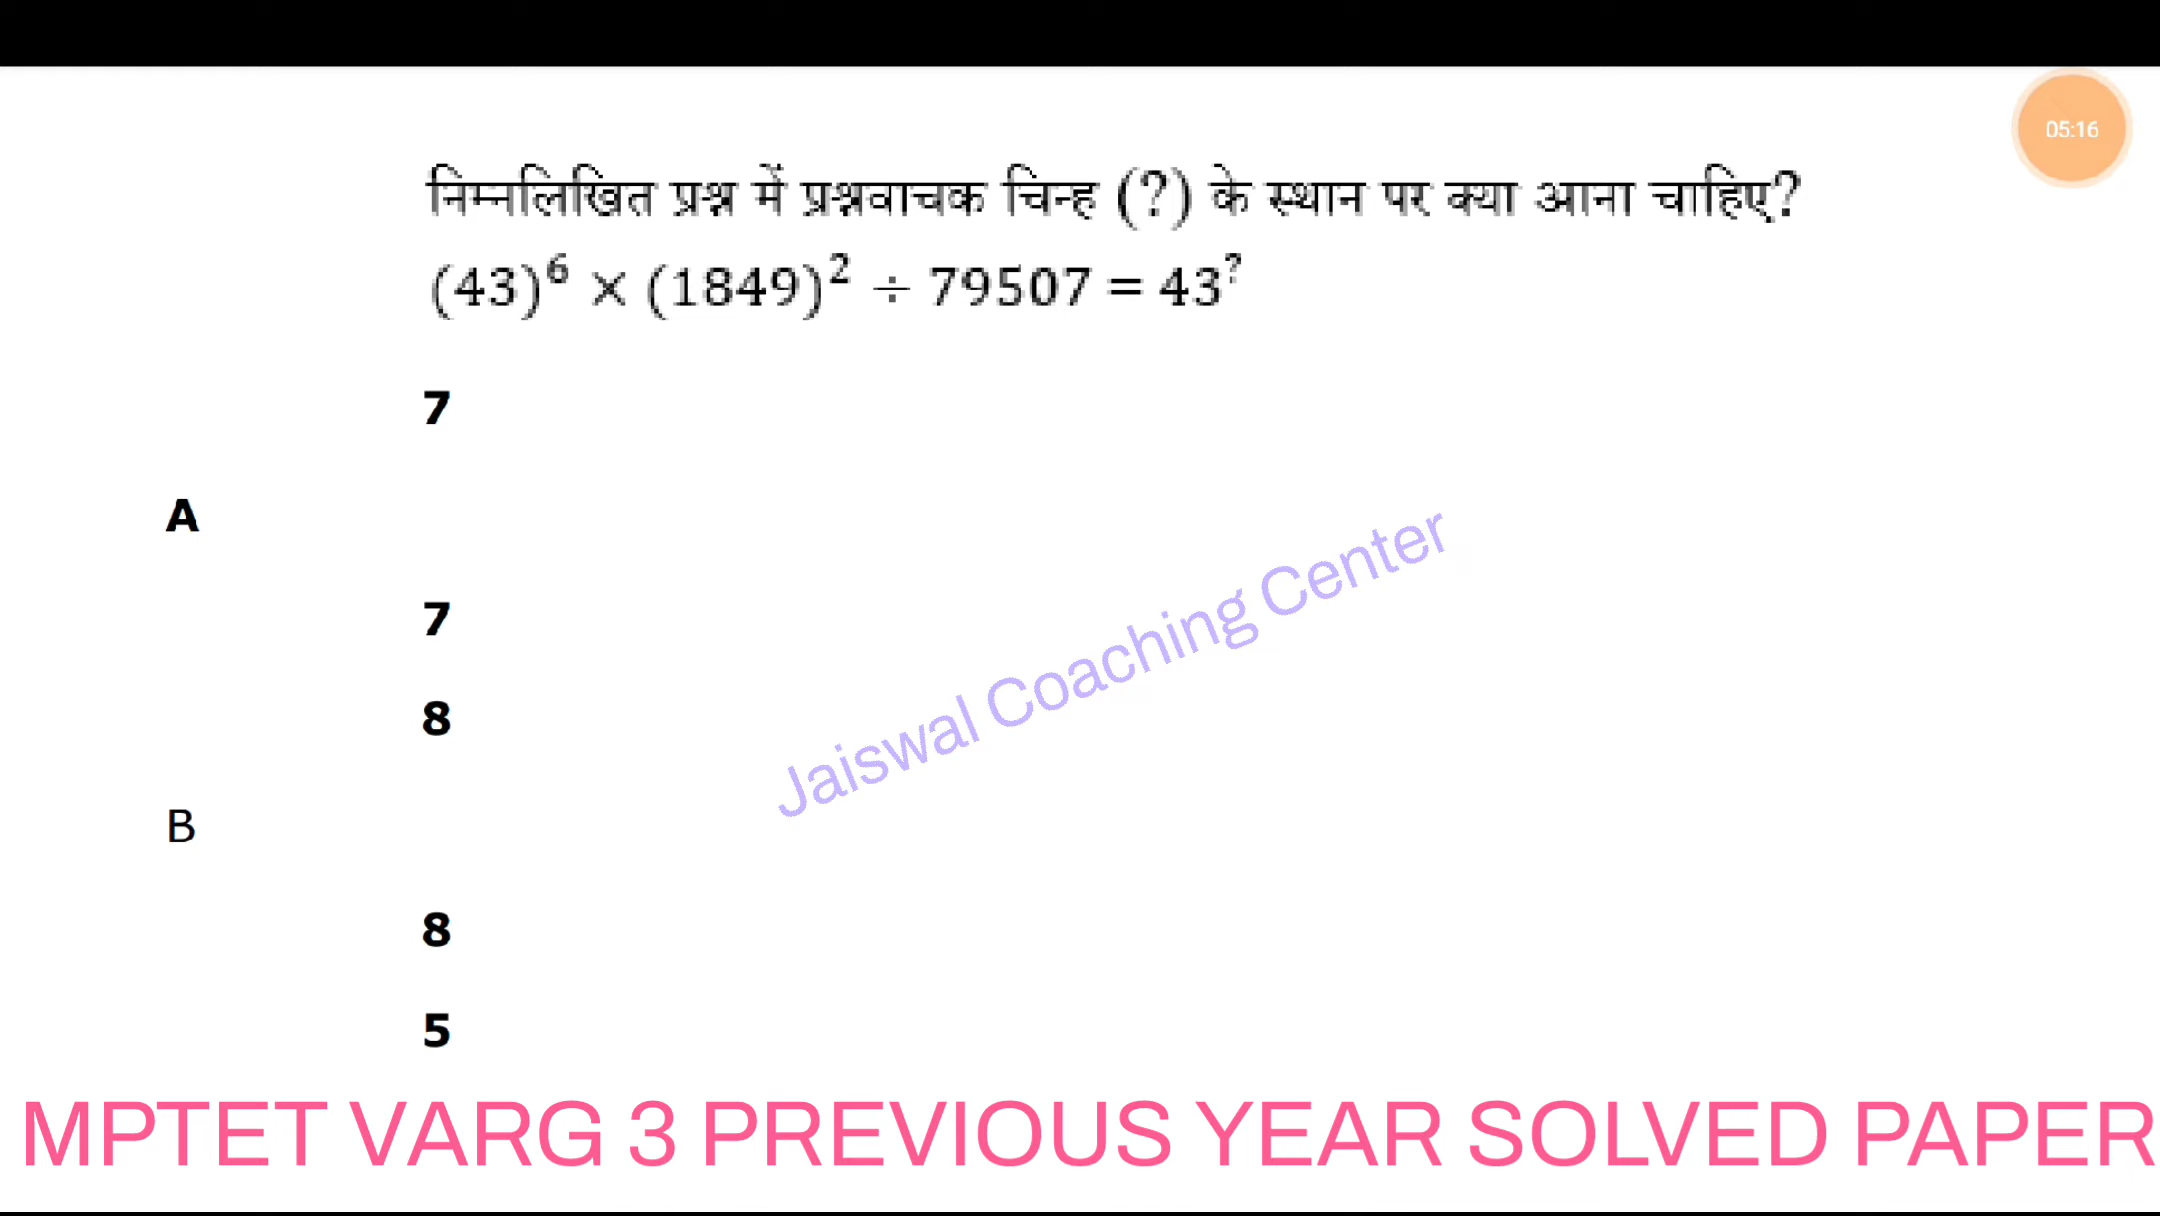 05:16
निम्नलिखित प्रश्न में प्रश्नवाचक चिन्ह (?) के स्थान पर क्या आना चाहिए?
(43)⁶ × (1849)² ÷ 79507 = 43^?
7
A
7
8
Jaiswal Coaching Center
B
8
5
MPTET VARG 3 PREVIOUS YEAR SOLVED PAPER